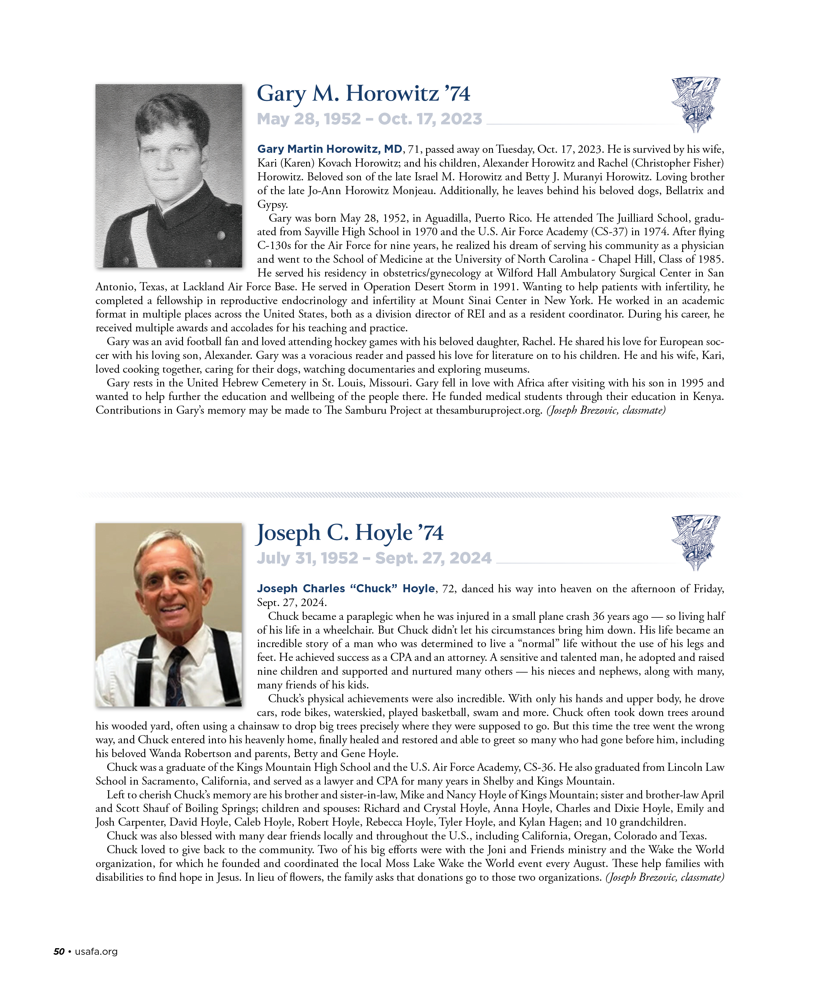 Gary M. Horowitz ’74
74
May 28, 1952 – Oct. 17, 2023
Gary Martin Horowitz, MD, 71, passed away on Tuesday, Oct. 17, 2023. He is survived by his wife,
Kari (Karen) Kovach Horowitz; and his children, Alexander Horowitz and Rachel (Christopher Fisher)
Horowitz. Beloved son of the late Israel M. Horowitz and Betty J. Muranyi Horowitz. Loving brother
of the late Jo-Ann Horowitz Monjeau. Additionally, he leaves behind his beloved dogs, Bellatrix and
Gypsy.
Gary was born May 28, 1952, in Aguadilla, Puerto Rico. He attended The Juilliard School, gradu-
ated from Sayville High School in 1970 and the U.S. Air Force Academy (CS-37) in 1974. After flying
C-130s for the Air Force for nine years, he realized his dream of serving his community as a physician
and went to the School of Medicine at the University of North Carolina - Chapel Hill, Class of 1985.
He served his residency in obstetrics/gynecology at Wilford Hall Ambulatory Surgical Center in San
Antonio, Texas, at Lackland Air Force Base. He served in Operation Desert Storm in 1991. Wanting to help patients with infertility, he
completed a fellowship in reproductive endocrinology and infertility at Mount Sinai Center in New York. He worked in an academic
format in multiple places across the United States, both as a division director of REI and as a resident coordinator. During his career, he
received multiple awards and accolades for his teaching and practice.
Gary was an avid football fan and loved attending hockey games with his beloved daughter, Rachel. He shared his love for European soc-
cer with his loving son, Alexander. Gary was a voracious reader and passed his love for literature on to his children. He and his wife, Kari,
loved cooking together, caring for their dogs, watching documentaries and exploring museums.
Gary rests in the United Hebrew Cemetery in St. Louis, Missouri. Gary fell in love with Africa after visiting with his son in 1995 and
wanted to help further the education and wellbeing of the people there. He funded medical students through their education in Kenya.
Contributions in Gary’s memory may be made to The Samburu Project at thesamburuproject.org. (Joseph Brezovic, classmate)
Joseph C. Hoyle ’74
74
July 31, 1952 – Sept. 27, 2024
Joseph Charles “Chuck” Hoyle, 72, danced his way into heaven on the afternoon of Friday,
Sept. 27, 2024.
Chuck became a paraplegic when he was injured in a small plane crash 36 years ago — so living half
of his life in a wheelchair. But Chuck didn’t let his circumstances bring him down. His life became an
incredible story of a man who was determined to live a “normal” life without the use of his legs and
feet. He achieved success as a CPA and an attorney. A sensitive and talented man, he adopted and raised
nine children and supported and nurtured many others — his nieces and nephews, along with many,
many friends of his kids.
Chuck’s physical achievements were also incredible. With only his hands and upper body, he drove
cars, rode bikes, waterskied, played basketball, swam and more. Chuck often took down trees around
his wooded yard, often using a chainsaw to drop big trees precisely where they were supposed to go. But this time the tree went the wrong
way, and Chuck entered into his heavenly home, finally healed and restored and able to greet so many who had gone before him, including
his beloved Wanda Robertson and parents, Betty and Gene Hoyle.
Chuck was a graduate of the Kings Mountain High School and the U.S. Air Force Academy, CS-36. He also graduated from Lincoln Law
School in Sacramento, California, and served as a lawyer and CPA for many years in Shelby and Kings Mountain.
Left to cherish Chuck’s memory are his brother and sister-in-law, Mike and Nancy Hoyle of Kings Mountain; sister and brother-law April
and Scott Shauf of Boiling Springs; children and spouses: Richard and Crystal Hoyle, Anna Hoyle, Charles and Dixie Hoyle, Emily and
Josh Carpenter, David Hoyle, Caleb Hoyle, Robert Hoyle, Rebecca Hoyle, Tyler Hoyle, and Kylan Hagen; and 10 grandchildren.
Chuck was also blessed with many dear friends locally and throughout the U.S., including California, Oregan, Colorado and Texas.
Chuck loved to give back to the community. Two of his big efforts were with the Joni and Friends ministry and the Wake the World
organization, for which he founded and coordinated the local Moss Lake Wake the World event every August. These help families with
disabilities to find hope in Jesus. In lieu of flowers, the family asks that donations go to those two organizations. (Joseph Brezovic, classmate)
50 • usafa.org